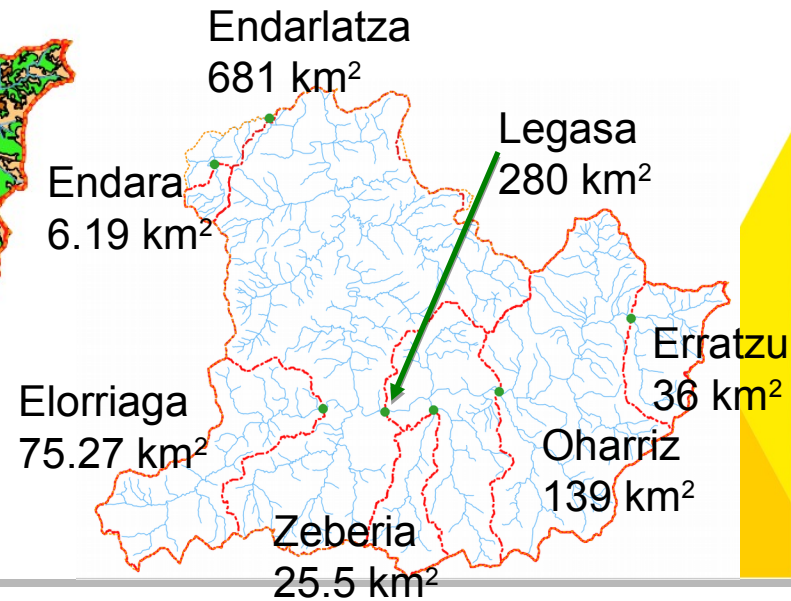 Endarlatza
681 km²
Legasa
280 km²
Endara
6.19 km²
Erratzu
36 km²
Elorriaga
75.27 km²
Oharriz
139 km²
Zeberia
25.5 km²